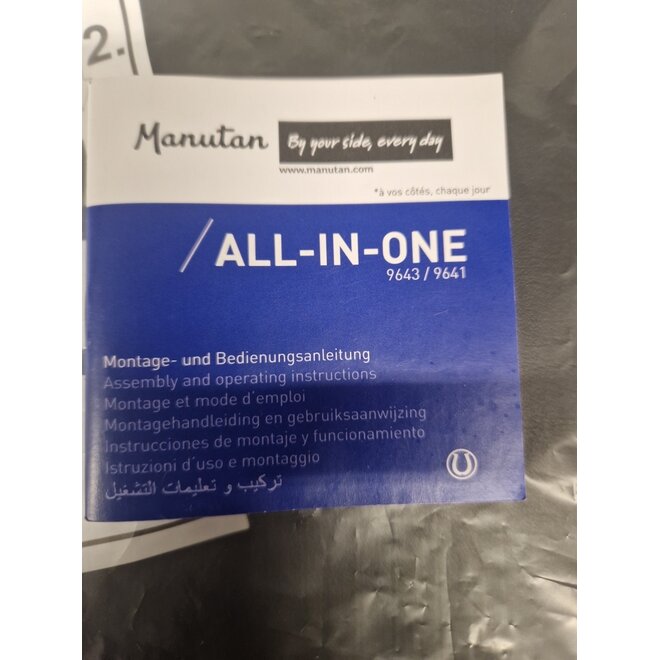 2.
Manutan By your side, every day
www.manutan.com
*à vos côtés, chaque jour
/ ALL-IN-ONE
9643 / 9641
Montage- und Bedienungsanleitung
Assembly and operating instructions
Montage et mode d´emploi
Montagehandleiding en gebruiksaanwijzing
Instrucciones de montaje y funcionamiento
Istruzioni d´uso e montaggio
تركيب و تعليمات التشغيل